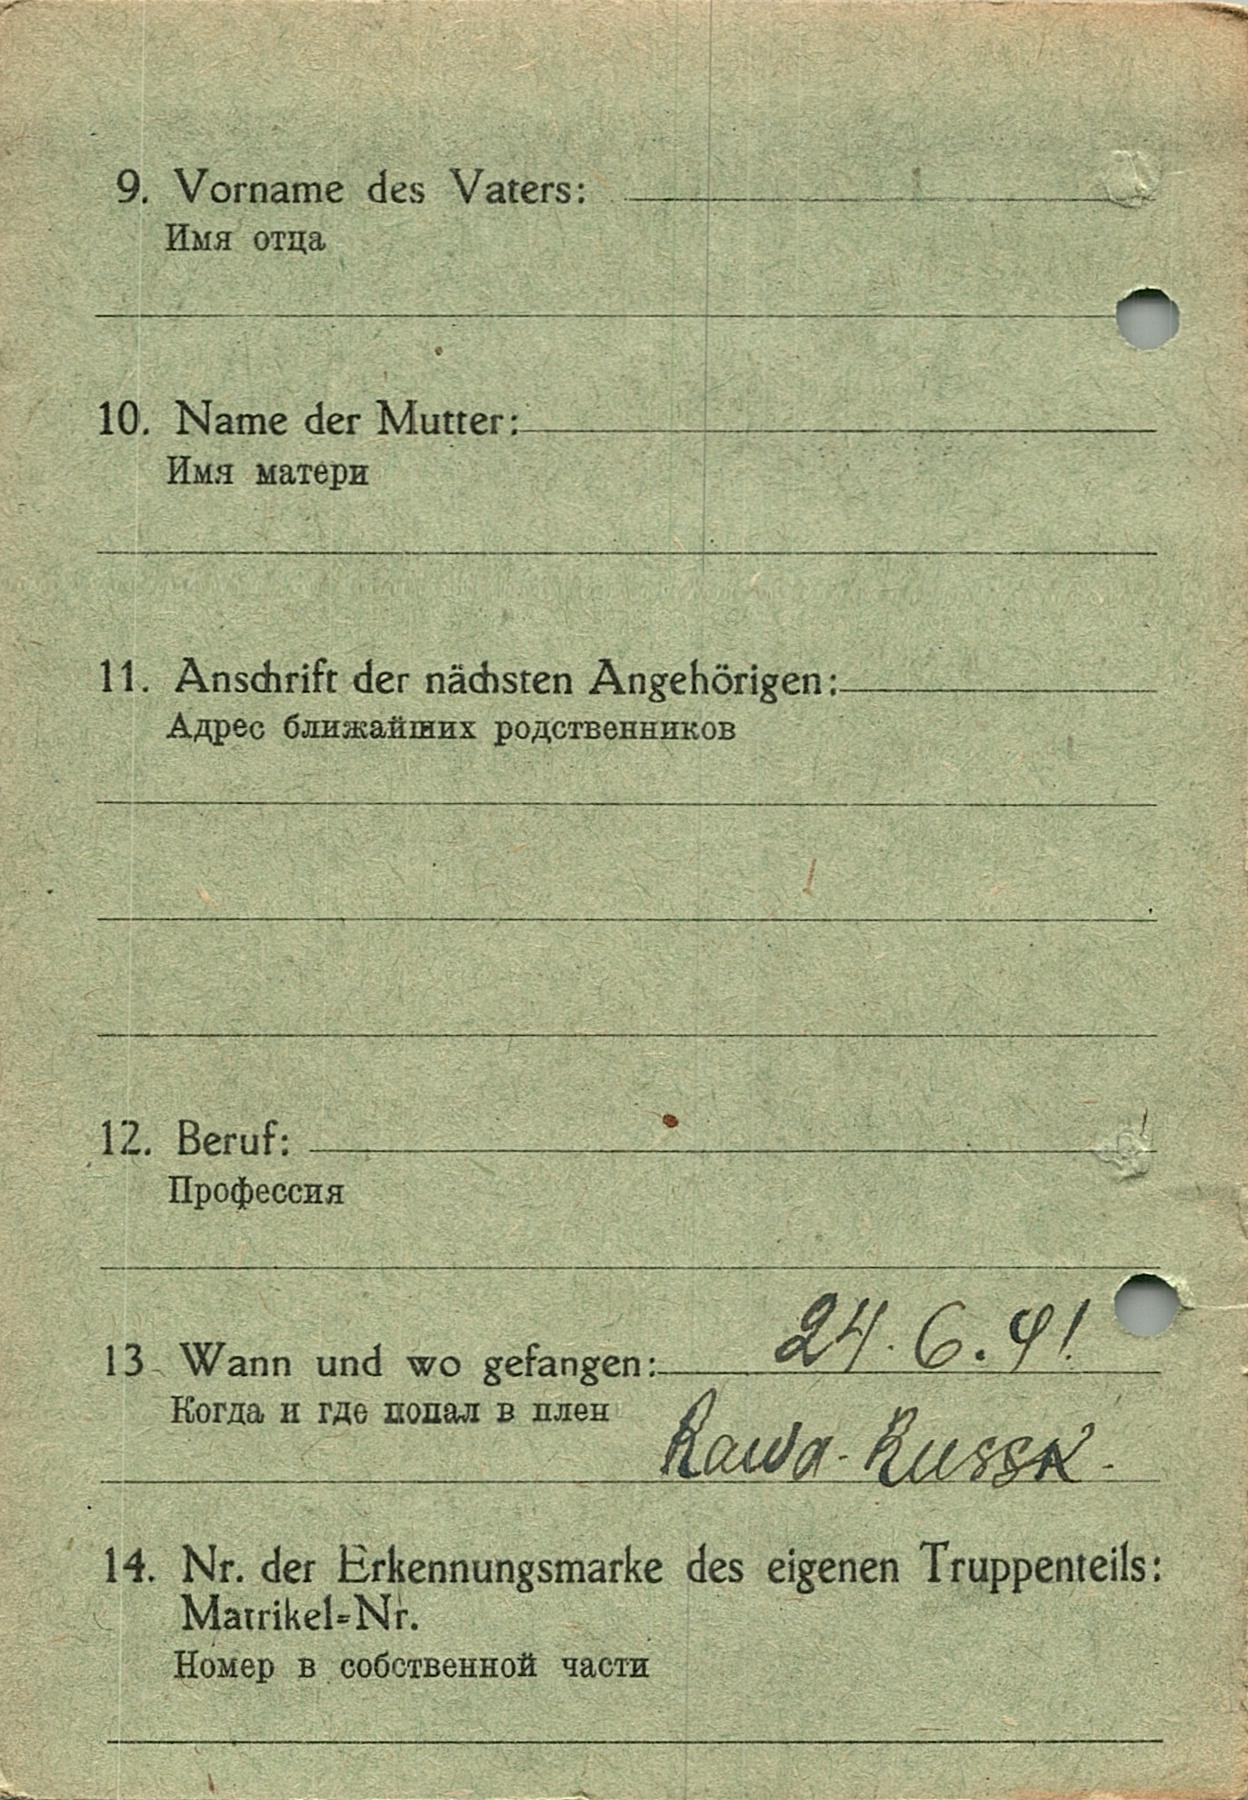 9. Vorname des Vaters:
Имя отца
10. Name der Mutter:
Имя матери
11. Anschrift der nächsten Angehörigen:
Адрес ближайших родственников
12. Beruf:
Профессия
13 Wann und wo gefangen: 24.6.41.
Когда и где попал в плен Rawa-Russk.
14. Nr. der Erkennungsmarke des eigenen Truppenteils:
Matrikel=Nr.
Номер в собственной части